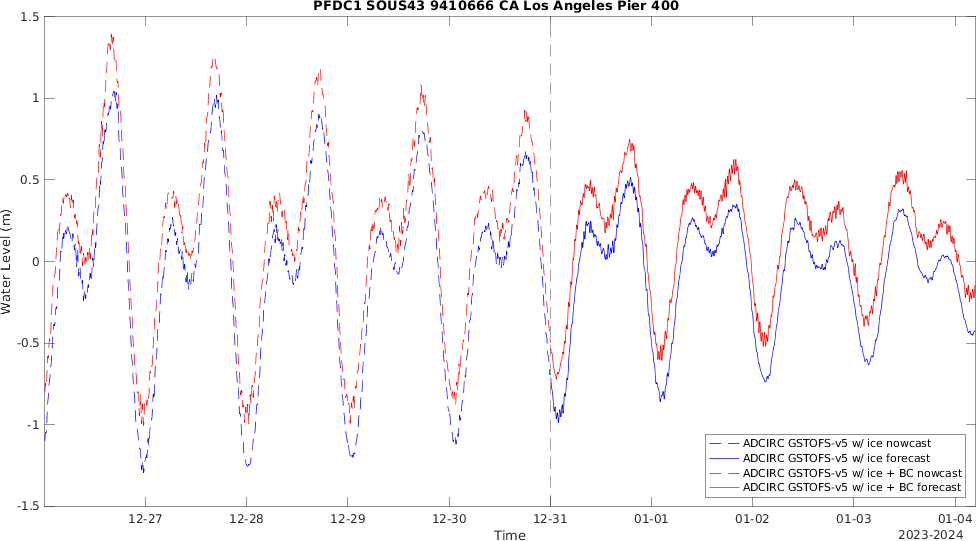 PFDC1 SOUS43 9410666 CA Los Angeles Pier 400
1.5
1
0.5
0
-0.5
-1
-1.5
Water Level (m)
12-27
12-28
12-29
12-30
12-31
01-01
01-02
01-03
01-04
Time
2023-2024
ADCIRC GSTOFS-v5 w/ ice nowcast
ADCIRC GSTOFS-v5 w/ ice forecast
ADCIRC GSTOFS-v5 w/ ice + BC nowcast
ADCIRC GSTOFS-v5 w/ ice + BC forecast